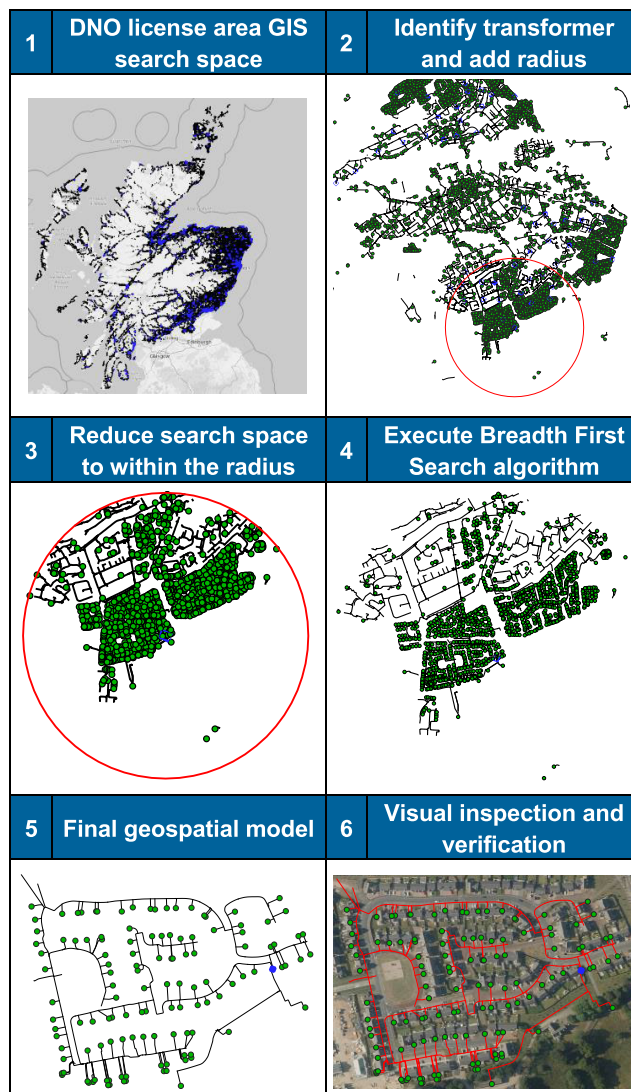 1
DNO license area GIS
search space
2
Identify transformer
and add radius
3
Reduce search space
to within the radius
4
Execute Breadth First
Search algorithm
5
Final geospatial model
6
Visual inspection and
verification